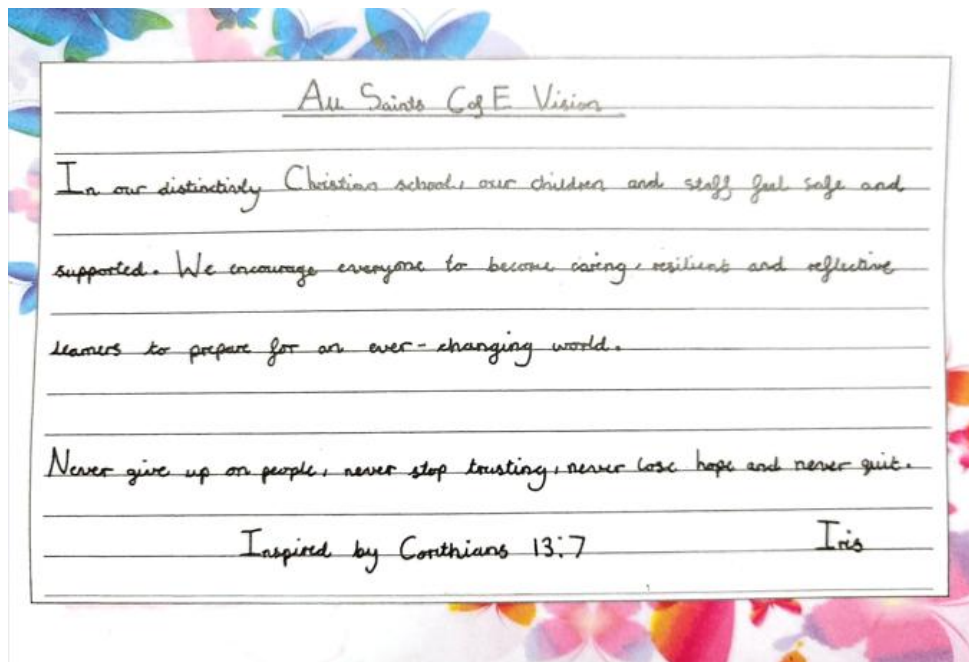 All Saints C of E Vision
In our distinctively Christian school, our children and staff feel safe and
supported. We encourage everyone to become caring, resilient and reflective
learners to prepare for an ever-changing world.
Never give up on people, never stop trusting, never lose hope and never quit.
Inspired by Corithians 13:7 Iris